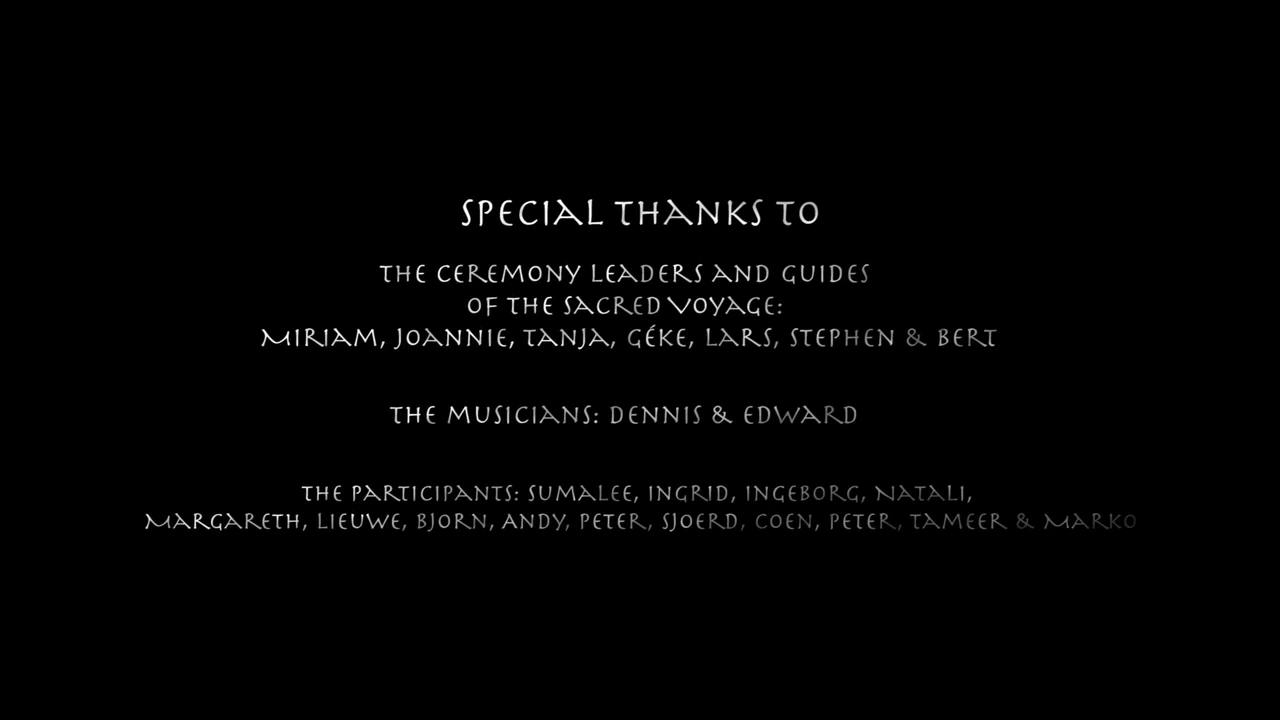 SPECIAL THANKS TO
THE CEREMONY LEADERS AND GUIDES
OF THE SACRED VOYAGE:
MIRIAM, JOANNIE, TANJA, GÉKE, LARS, STEPHEN & BERT
THE MUSICIANS: DENNIS & EDWARD
THE PARTICIPANTS: SUMALEE, INGRID, INGEBORG, NATALI,
MARGARETH, LIEUWE, BJORN, ANDY, PETER, SJOERD, COEN, PETER, TAMEER & MARKO